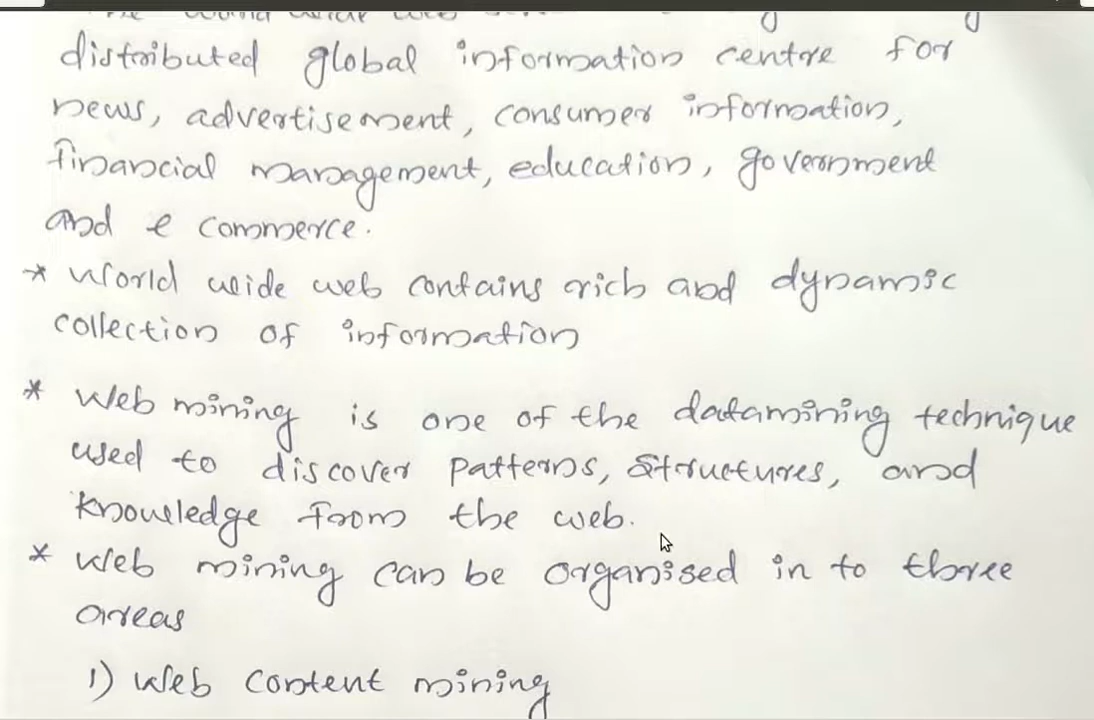 distributed global information centre for
news, advertisement, consumer information,
financial management, education, government
and e commerce.
* World wide web contains rich and dynamic
collection of information
* Web mining is one of the datamining technique
used to discover patterns, structures, and
knowledge from the web.
* Web mining can be organised in to three
areas
1) Web content mining